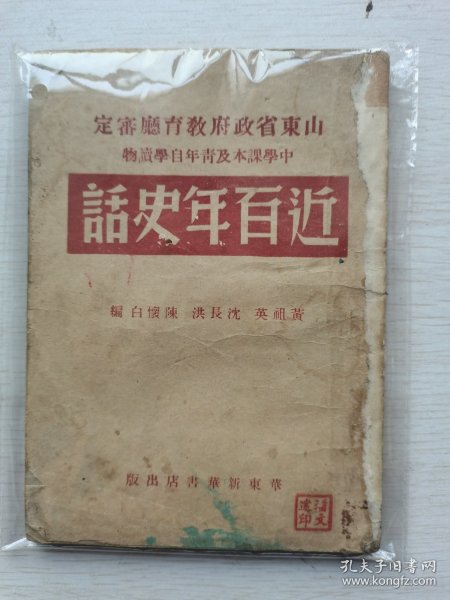 山東省政府教育廳審定
中學課本及青年自學讀物
近百年史話
黃祖英 沈長洪 陳懷白 編
華東新華書店出版
孔夫子旧书网
www.kongfz.com